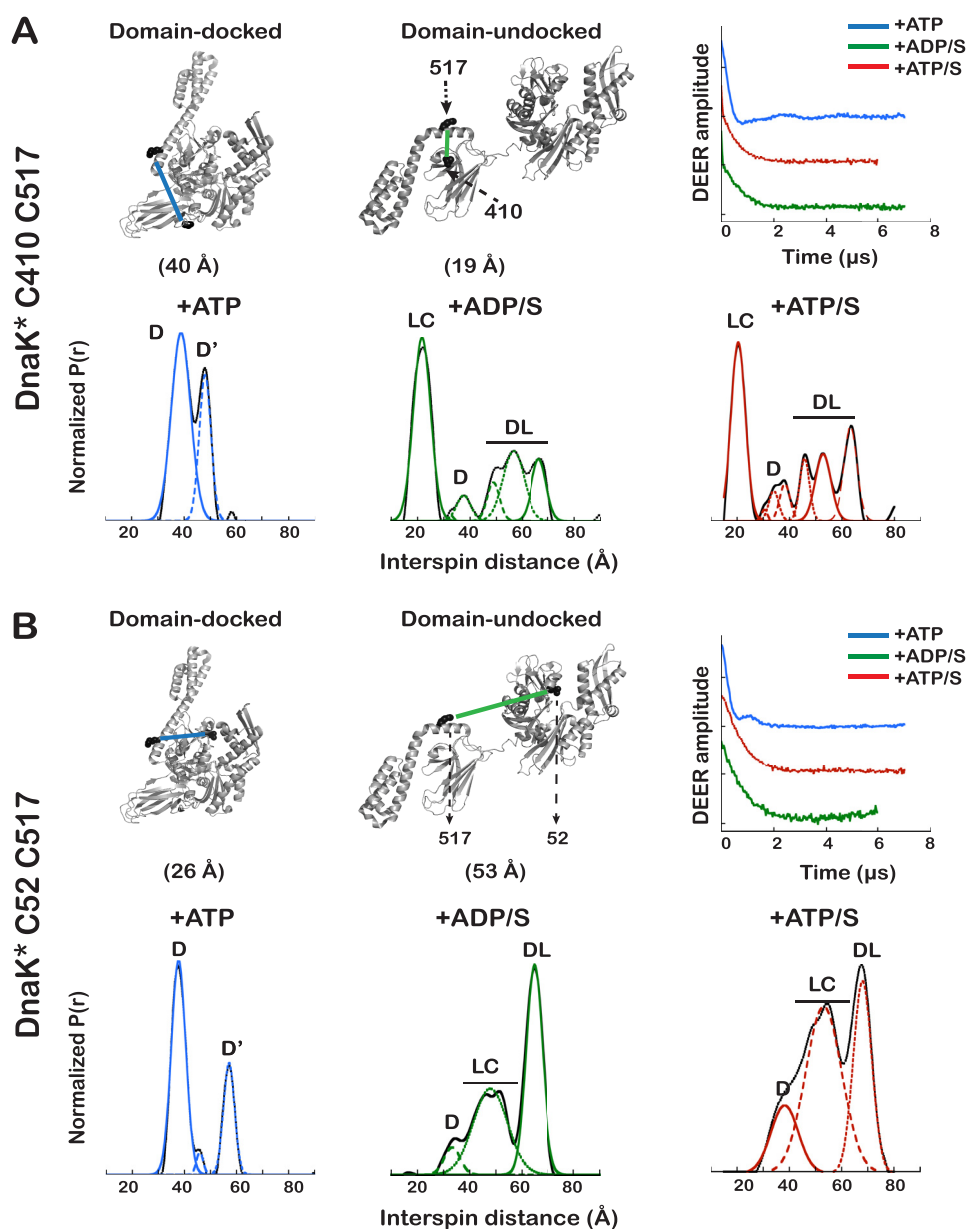 A
DnaK* C410 C517
Domain-docked
Domain-undocked
517
410
(40 Å)
(19 Å)
+ATP
+ADP/S
+ATP/S
DEER amplitude
0 2 4 6 8
Time (µs)
+ATP
+ADP/S
+ATP/S
Normalized P(r)
D
D’
20 40 60 80
LC
D
DL
20 40 60 80
LC
D
DL
20 40 60 80
Interspin distance (Å)
B
DnaK* C52 C517
Domain-docked
Domain-undocked
517
52
(26 Å)
(53 Å)
+ATP
+ADP/S
+ATP/S
DEER amplitude
0 2 4 6 8
Time (µs)
+ATP
+ADP/S
+ATP/S
Normalized P(r)
D
D’
20 40 60 80
D
LC
DL
20 40 60 80
D
LC
DL
20 40 60 80
Interspin distance (Å)